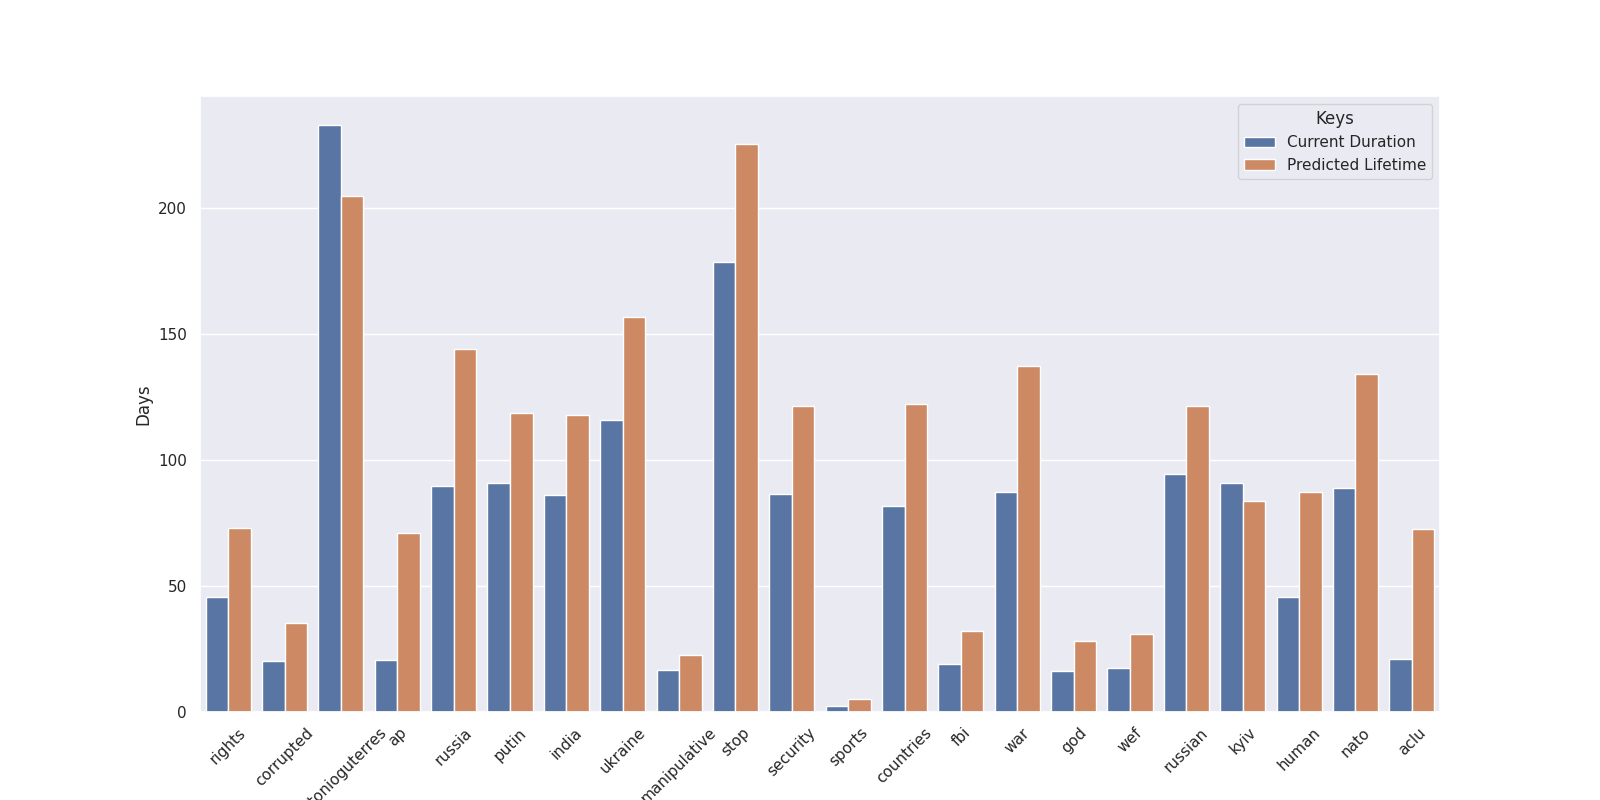 Keys
Current Duration
Predicted Lifetime
Days
200
150
100
50
0
rights
corrupted
tonioguterres
ap
russia
putin
india
ukraine
manipulative
stop
security
sports
countries
fbi
war
god
wef
russian
kyiv
human
nato
aclu